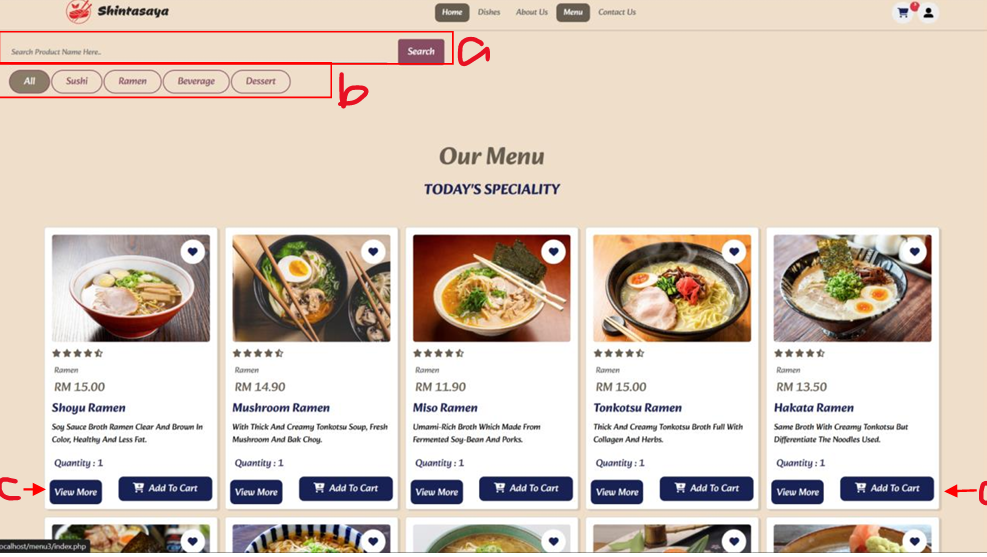 Shintasaya
Home Dishes About Us Menu Contact Us
Search Product Name Here.. Search
a
All Sushi Ramen Beverage Dessert
b
Our Menu
TODAY'S SPECIALITY
Ramen
RM 15.00
Shoyu Ramen
Soy Sauce Broth Ramen Clear And Brown In
Color, Healthy And Less Fat.
Quantity : 1
View More Add To Cart
Ramen
RM 14.90
Mushroom Ramen
With Thick And Creamy Tonkotsu Soup, Fresh
Mushroom And Bak Choy.
Quantity : 1
View More Add To Cart
Ramen
RM 11.90
Miso Ramen
Umami-Rich Broth Which Made From
Fermented Soy-Bean And Porks.
Quantity : 1
View More Add To Cart
Ramen
RM 15.00
Tonkotsu Ramen
Thick And Creamy Tonkotsu Broth Full With
Collagen And Herbs.
Quantity : 1
View More Add To Cart
Ramen
RM 13.50
Hakata Ramen
Same Broth With Creamy Tonkotsu But
Differentiate The Noodles Used.
Quantity : 1
View More Add To Cart
c
ocalhost/menu3/index.php